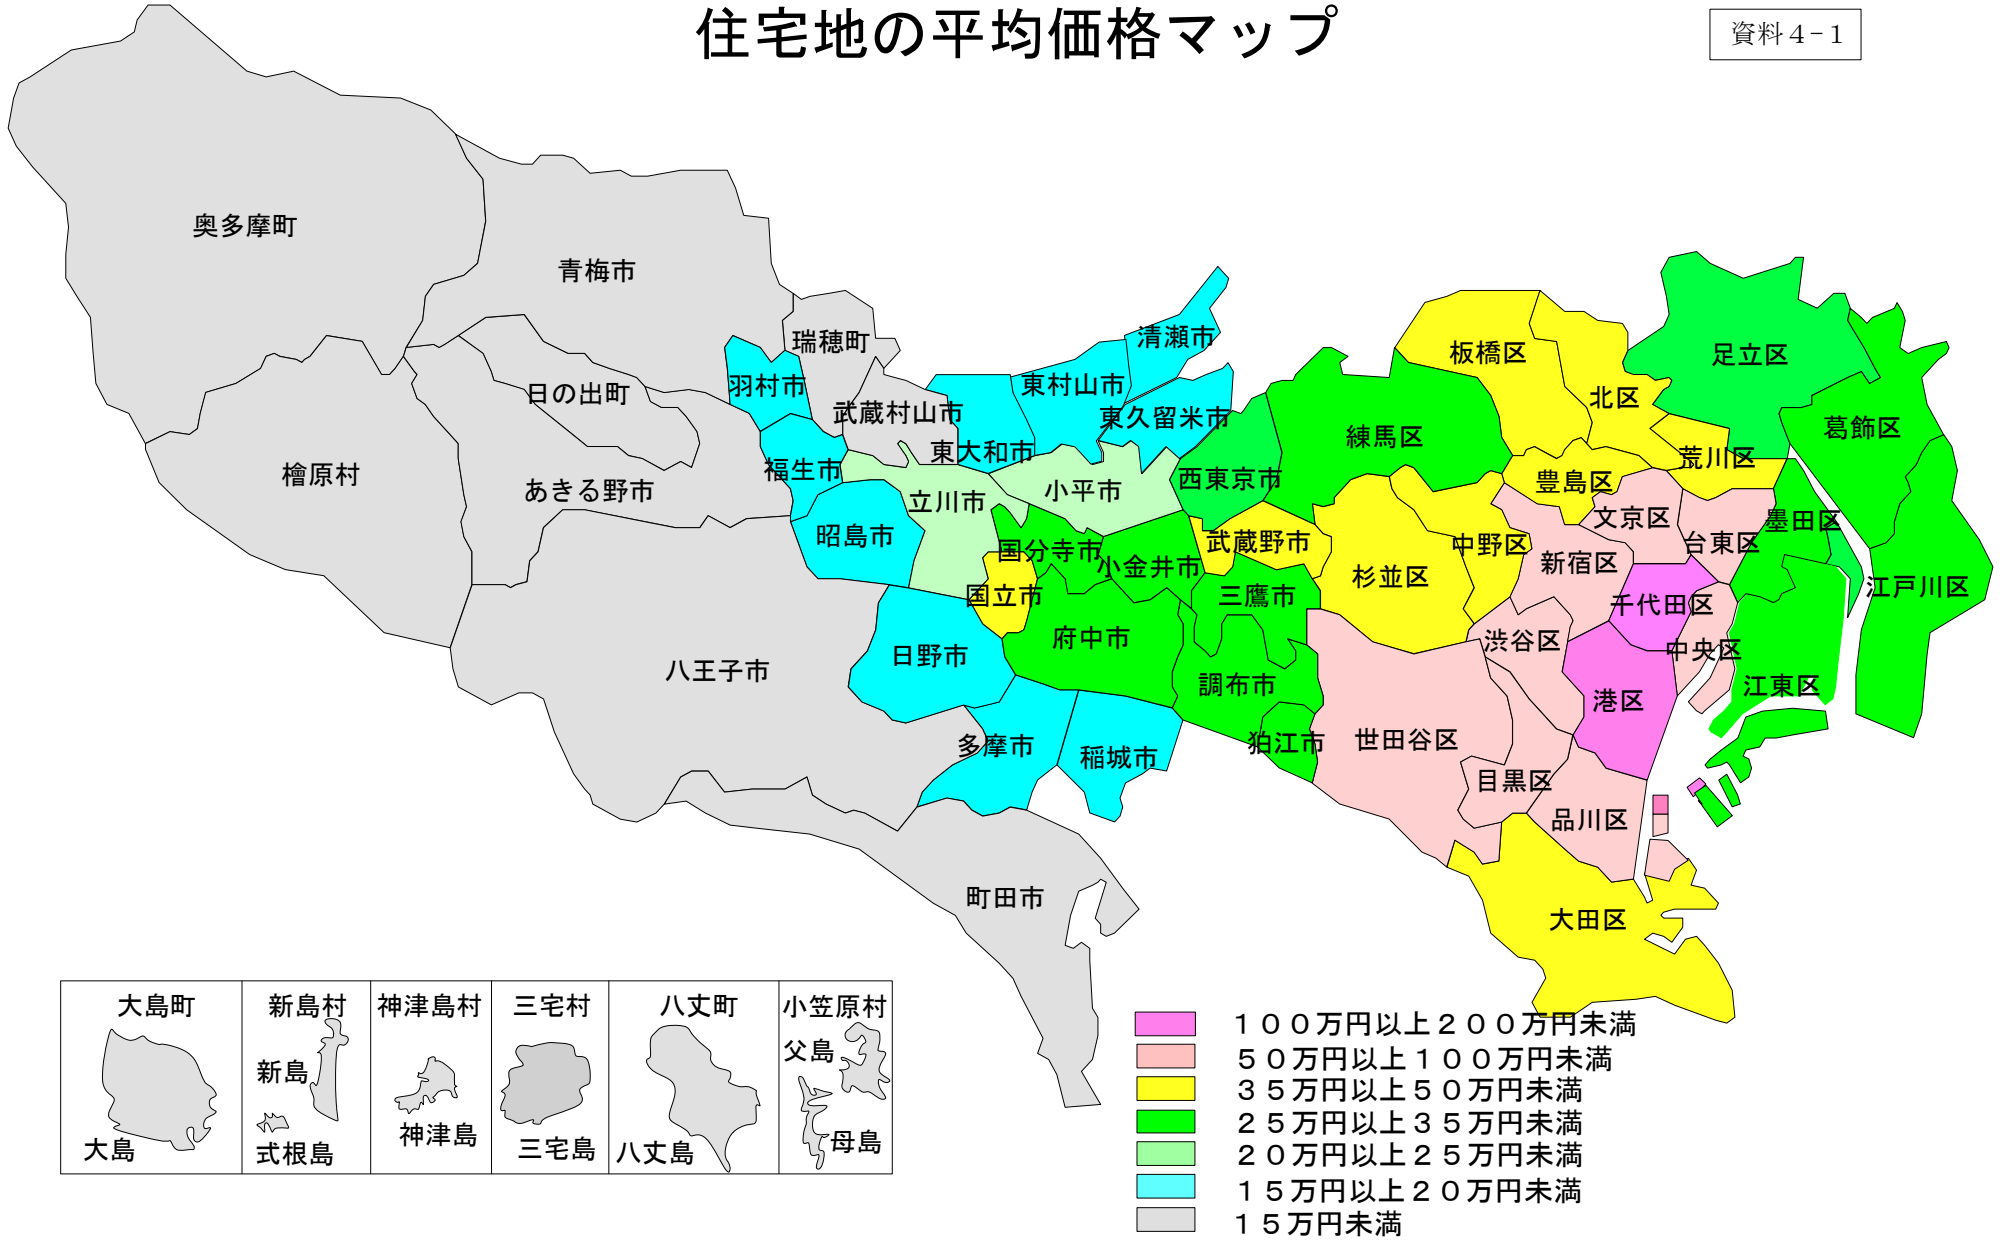 住宅地の平均価格マップ
資料４－１
奥多摩町
青梅市
瑞穂町
清瀬市
板橋区
足立区
羽村市
日の出町
東村山市
北区
武蔵村山市
東久留米市
練馬区
葛飾区
東大和市
荒川区
檜原村
福生市
あきる野市
西東京市
豊島区
小平市
立川市
文京区
墨田区
昭島市
国分寺市
武蔵野市
中野区
台東区
小金井市
杉並区
新宿区
江戸川区
国立市
三鷹市
千代田区
府中市
渋谷区
中央区
日野市
八王子市
調布市
江東区
港区
多摩市
稲城市
狛江市
世田谷区
目黒区
品川区
町田市
大田区
大島町
新島村
神津島村
三宅村
八丈町
小笠原村
父島
新島
大島
式根島
神津島
三宅島
八丈島
母島
１００万円以上２００万円未満
５０万円以上１００万円未満
３５万円以上５０万円未満
２５万円以上３５万円未満
２０万円以上２５万円未満
１５万円以上２０万円未満
１５万円未満